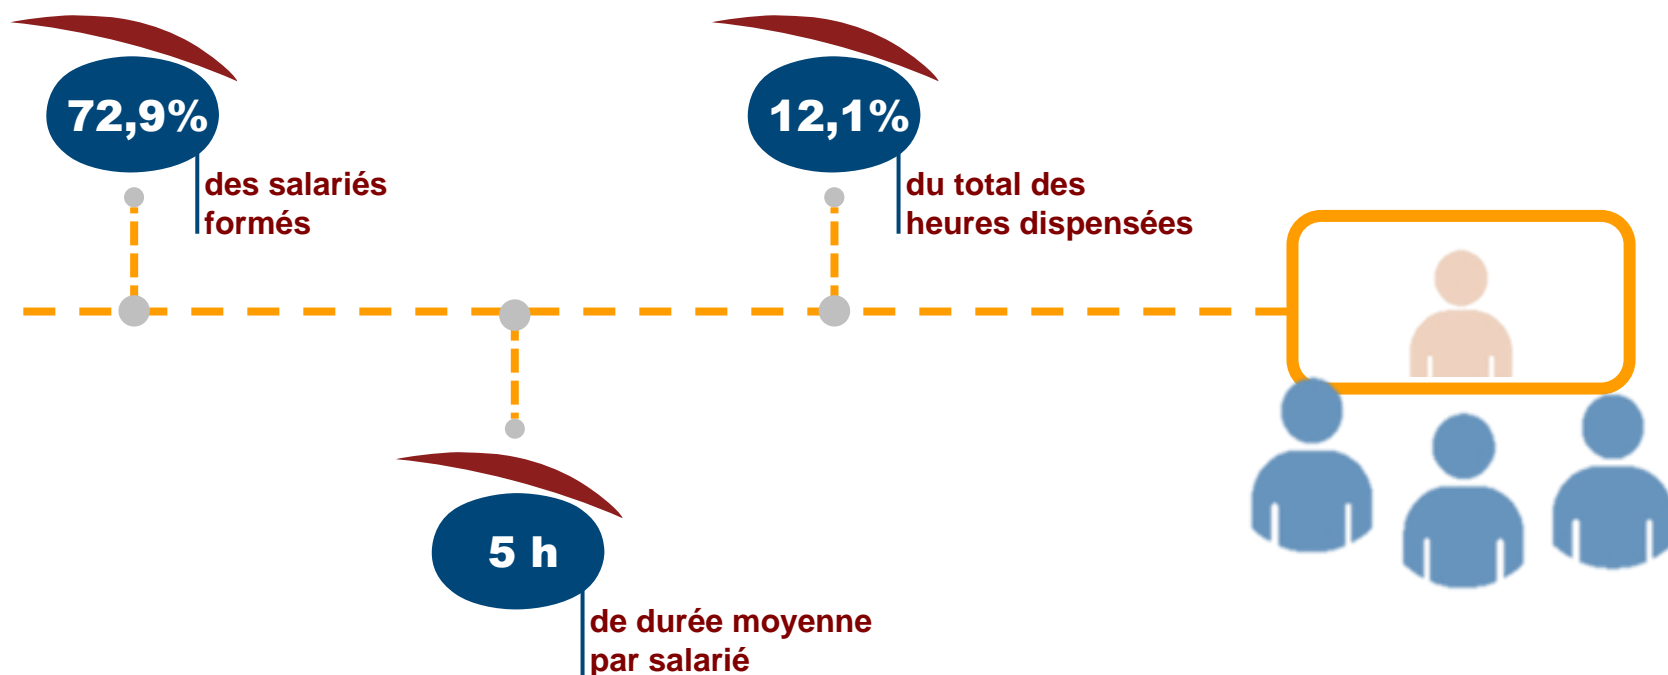 72,9%
des salariés
formés
12,1%
du total des
heures dispensées
5 h
de durée moyenne
par salarié